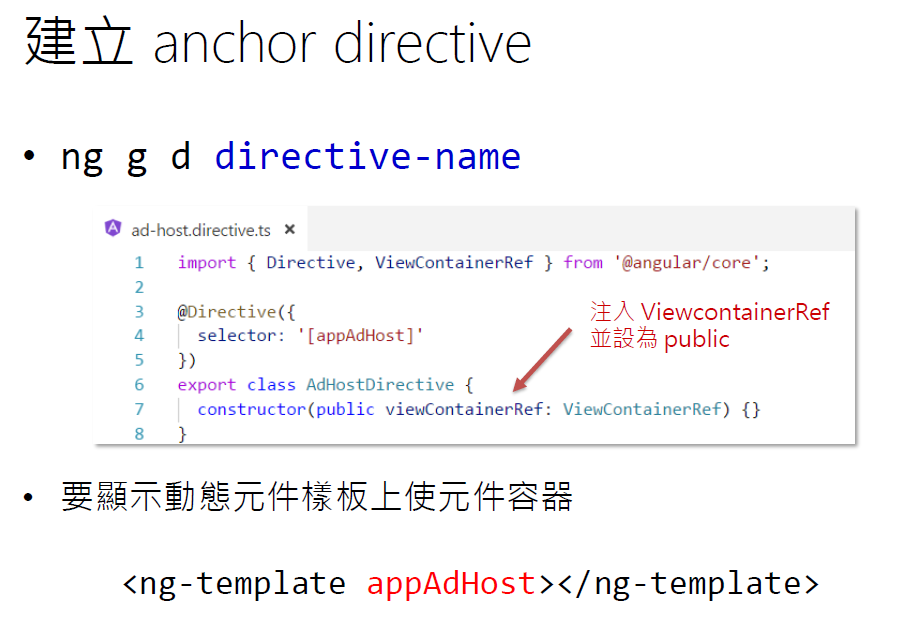 建立 anchor directive
• ng g d directive-name
ad-host.directive.ts ×
1 import { Directive, ViewContainerRef } from '@angular/core';
2
3 @Directive({
4 selector: '[appAdHost]'
5 })
6 export class AdHostDirective {
7 constructor(public viewContainerRef: ViewContainerRef) {}
8 }
注入 ViewcontainerRef
並設為 public
• 要顯示動態元件樣板上使元件容器
<ng-template appAdHost></ng-template>